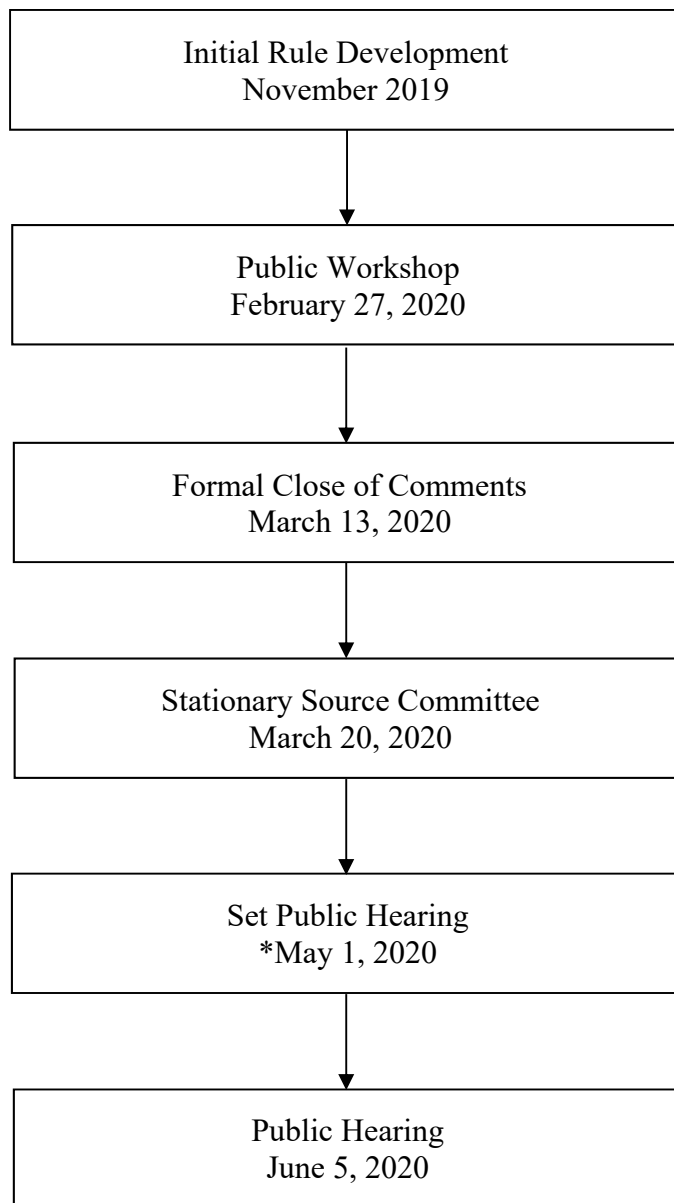 Initial Rule Development
November 2019
Public Workshop
February 27, 2020
Formal Close of Comments
March 13, 2020
Stationary Source Committee
March 20, 2020
Set Public Hearing
*May 1, 2020
Public Hearing
June 5, 2020